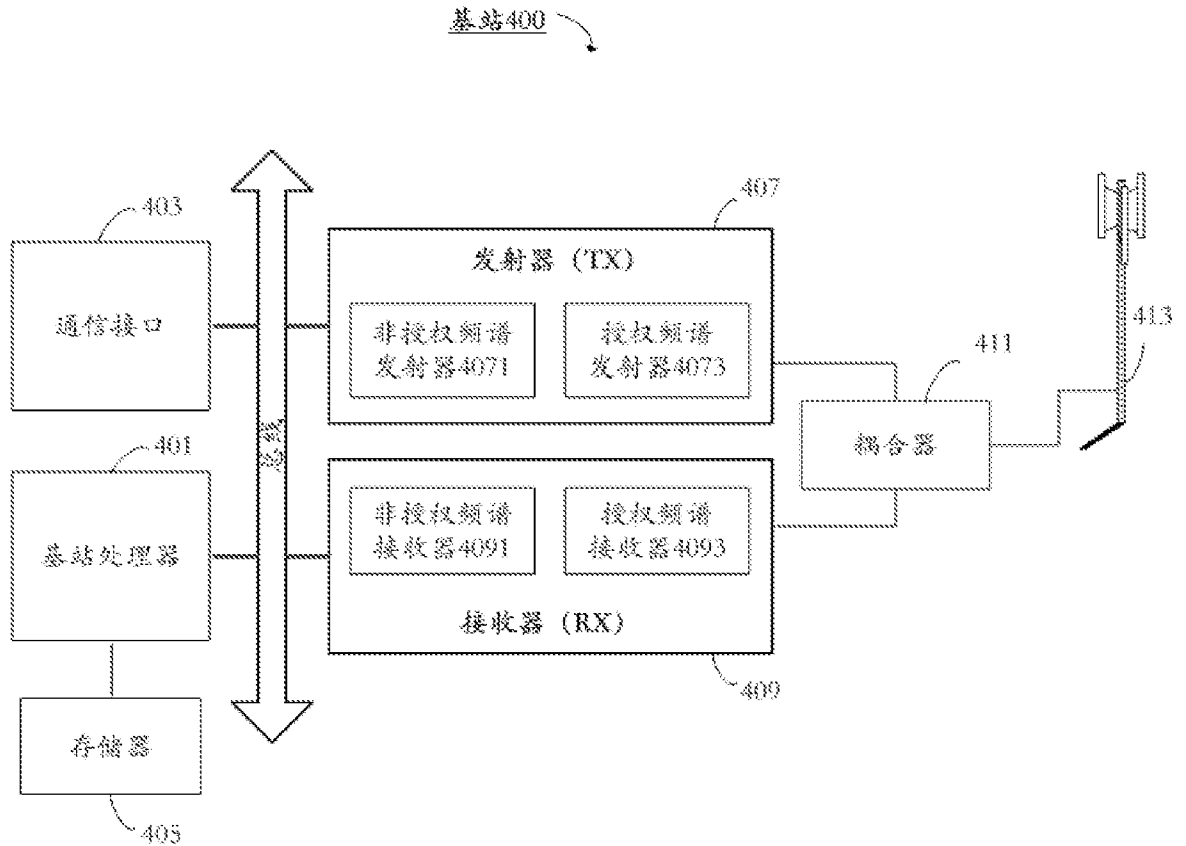 基站400
403
通信接口
401
基站处理器
存储器
405
总线
407
发射器 (TX)
非授权频谱
发射器4071
授权频谱
发射器4073
非授权频谱
接收器4091
授权频谱
接收器4093
接收器 (RX)
409
411
耦合器
413